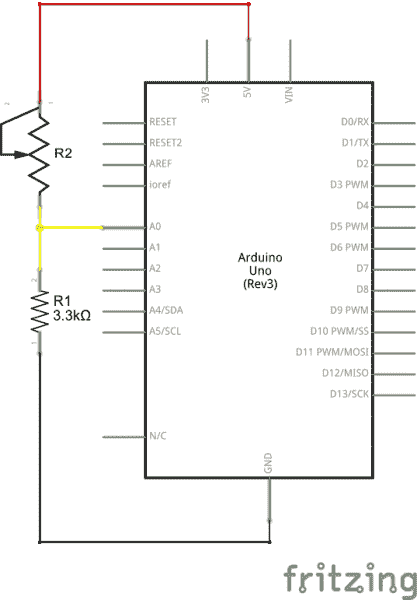 3V3
5V
VIN
RESET
RESET2
AREF
ioref
A0
A1
A2
A3
A4/SDA
A5/SCL
N/C
R2
R1
3.3kΩ
2
1
Arduino
Uno
(Rev3)
D0/RX
D1/TX
D2
D3 PWM
D4
D5 PWM
D6 PWM
D7
D8
D9 PWM
D10 PWM/SS
D11 PWM/MOSI
D12/MISO
D13/SCK
GND
fritzing